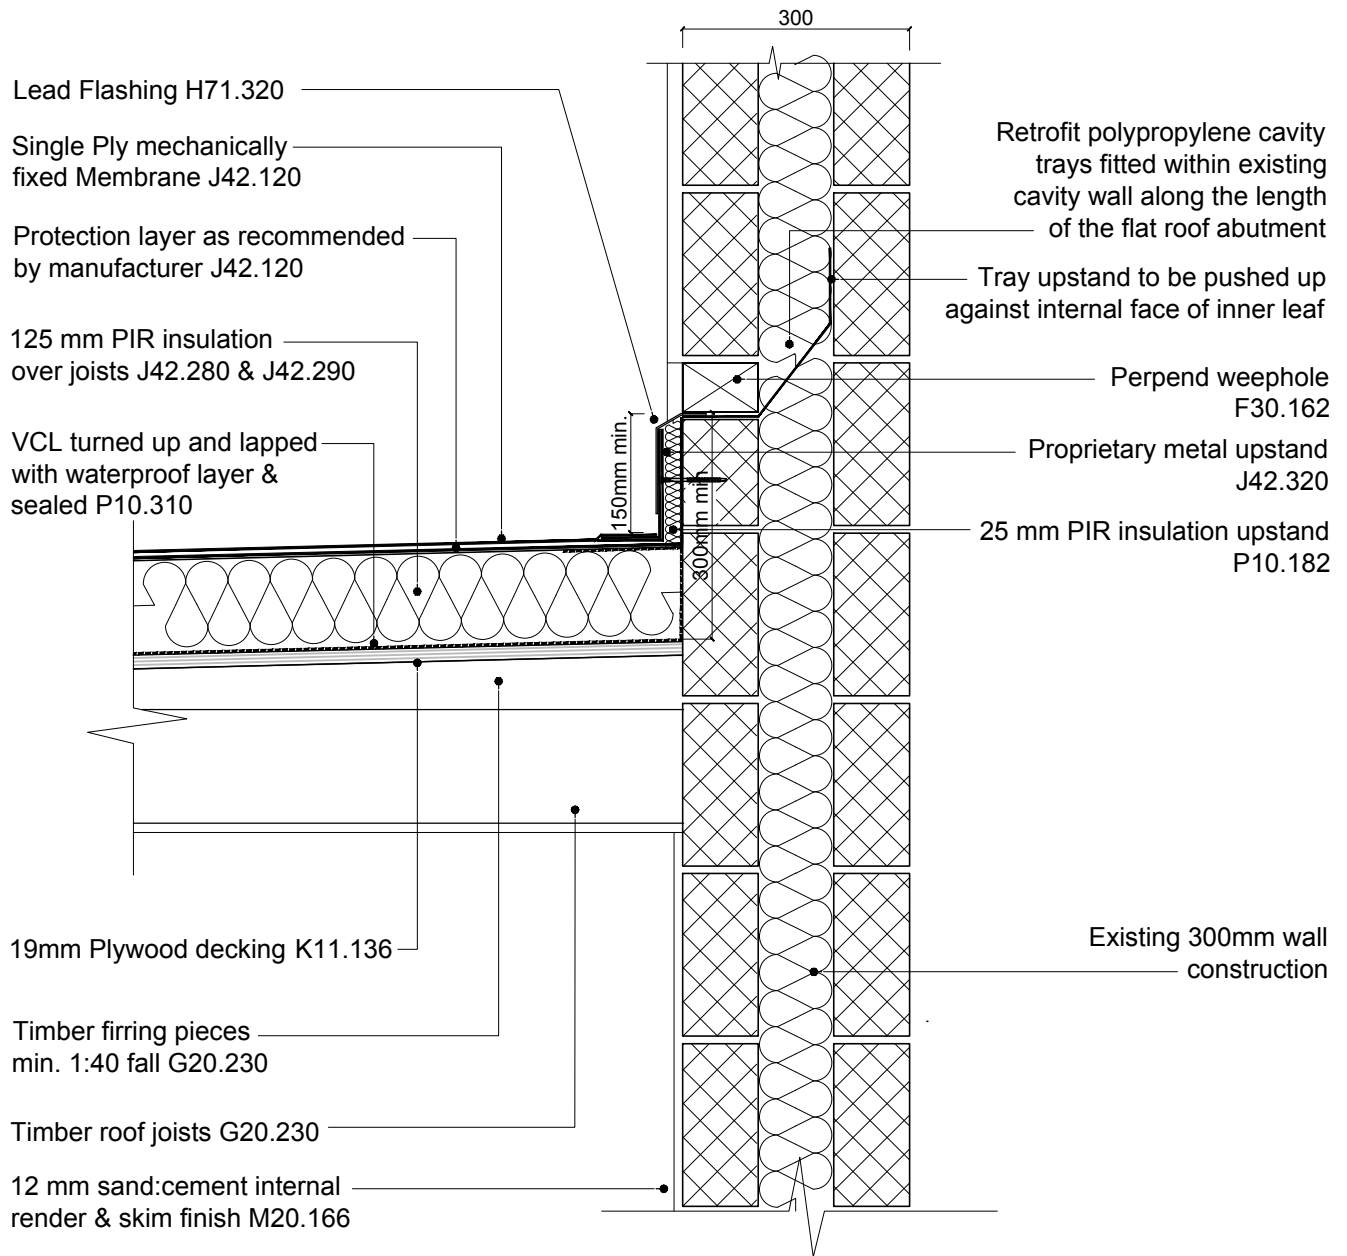 300
Lead Flashing H71.320
Single Ply mechanically
fixed Membrane J42.120
Protection layer as recommended
by manufacturer J42.120
125 mm PIR insulation
over joists J42.280 & J42.290
VCL turned up and lapped
with waterproof layer &
sealed P10.310
150mm min.
300mm min
Retrofit polypropylene cavity
trays fitted within existing
cavity wall along the length
of the flat roof abutment
Tray upstand to be pushed up
against internal face of inner leaf
Perpend weephole
F30.162
Proprietary metal upstand
J42.320
25 mm PIR insulation upstand
P10.182
19mm Plywood decking K11.136
Existing 300mm wall
construction
Timber firring pieces
min. 1:40 fall G20.230
Timber roof joists G20.230
12 mm sand:cement internal
render & skim finish M20.166